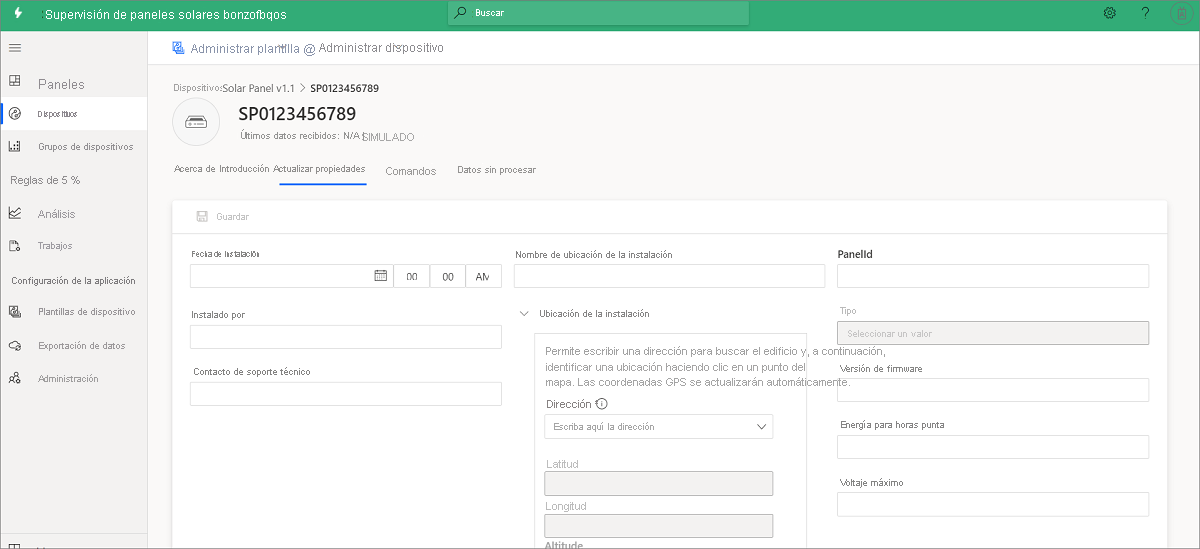 Supervisión de paneles solares bonzofbqos
Buscar
?
Administrar plantilla @ Administrar dispositivo
Paneles
Dispositivos
Grupos de dispositivos
Reglas de 5 %
Análisis
Trabajos
Configuración de la aplicación
Plantillas de dispositivo
Exportación de datos
Administración
Dispositivo: Solar Panel v1.1 > SP0123456789
SP0123456789
Últimos datos recibidos: N/A SIMULADO
Acerca de Introducción Actualizar propiedades Comandos Datos sin procesar
Guardar
Fecha de instalación
00 00 AM
Instalado por
Contacto de soporte técnico
Nombre de ubicación de la instalación
Ubicación de la instalación
Permite escribir una dirección para buscar el edificio y, a continuación,
identificar una ubicación haciendo clic en un punto del
mapa. Las coordenadas GPS se actualizarán automáticamente.
Dirección
Escriba aquí la dirección
Latitud
Longitud
Altitude
PanelId
Tipo
Seleccionar un valor
Versión de firmware
Energía para horas punta
Voltaje máximo